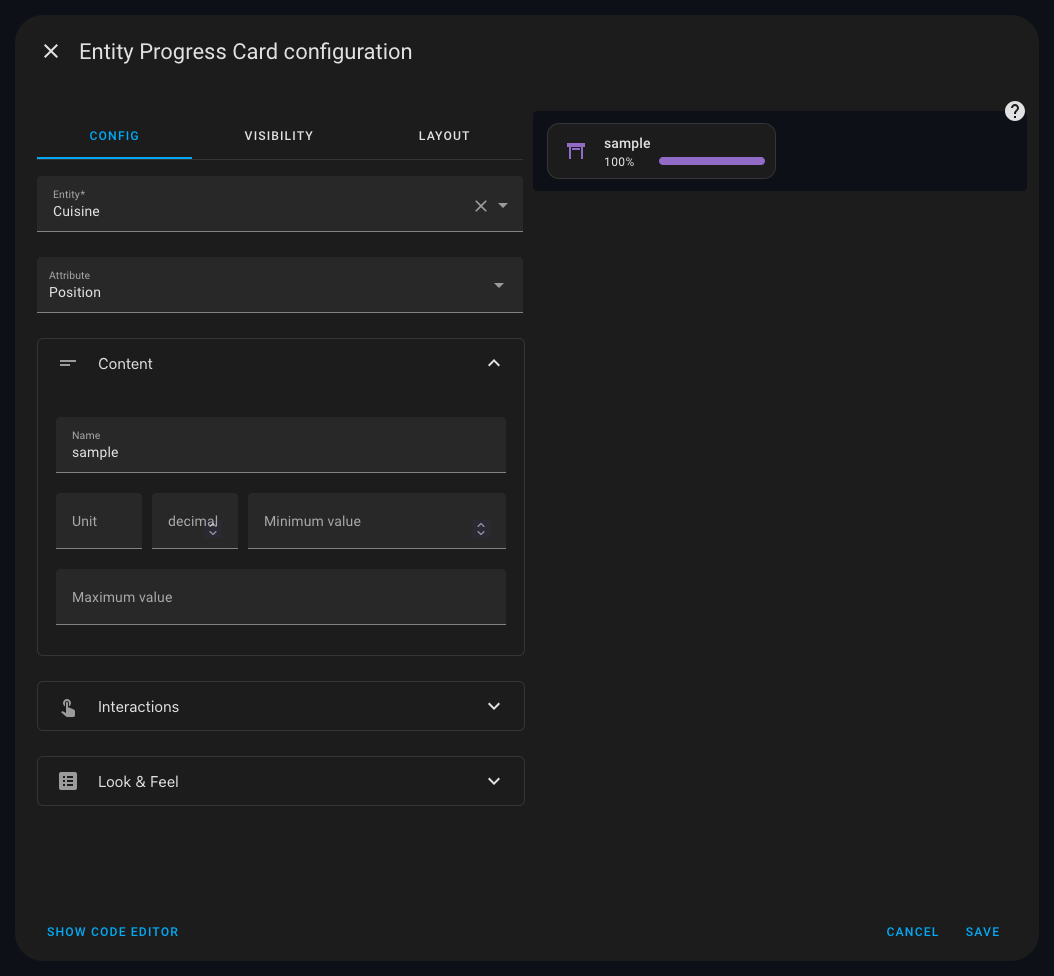 Entity Progress Card configuration
CONFIG
VISIBILITY
LAYOUT
?
sample
100%
Entity*
Cuisine
Attribute
Position
Content
Name
sample
Unit
decimal
Minimum value
Maximum value
Interactions
Look & Feel
SHOW CODE EDITOR
CANCEL
SAVE